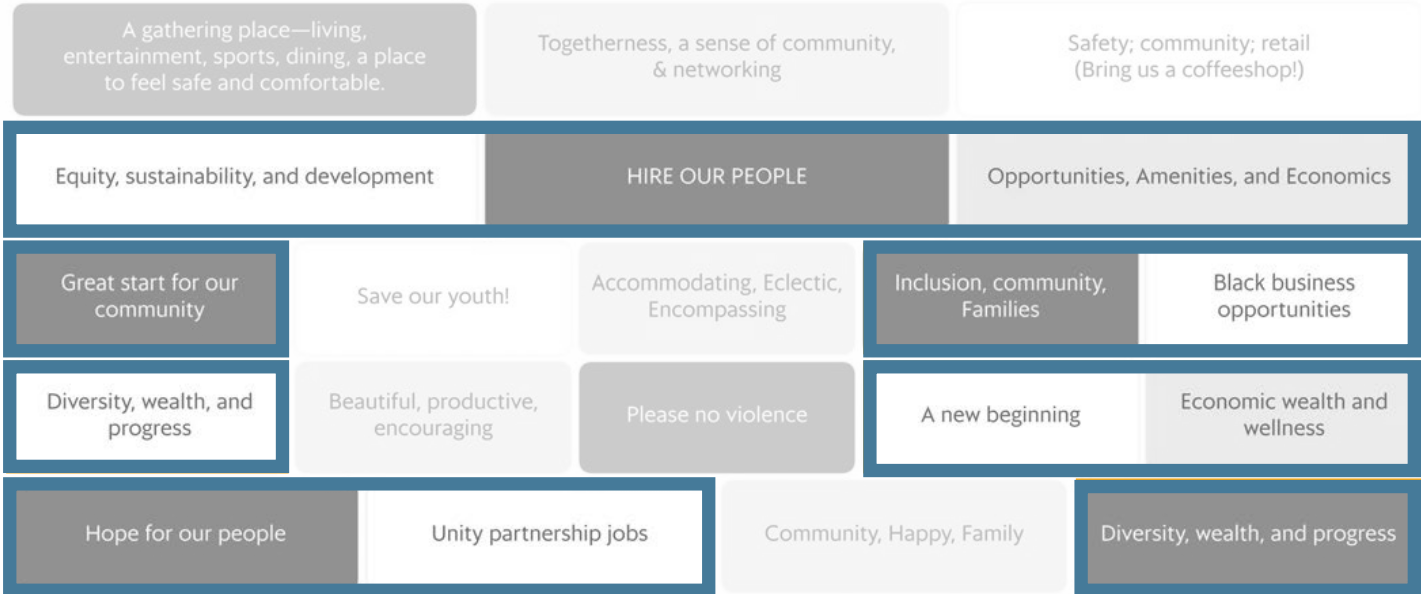 A gathering place—living,
entertainment, sports, dining, a place
to feel safe and comfortable.
Togetherness, a sense of community,
& networking
Safety; community; retail
(Bring us a coffeeshop!)
Equity, sustainability, and development
HIRE OUR PEOPLE
Opportunities, Amenities, and Economics
Great start for our
community
Save our youth!
Accommodating, Eclectic,
Encompassing
Inclusion, community,
Families
Black business
opportunities
Diversity, wealth, and
progress
Beautiful, productive,
encouraging
Please no violence
A new beginning
Economic wealth and
wellness
Hope for our people
Unity partnership jobs
Community, Happy, Family
Diversity, wealth, and progress